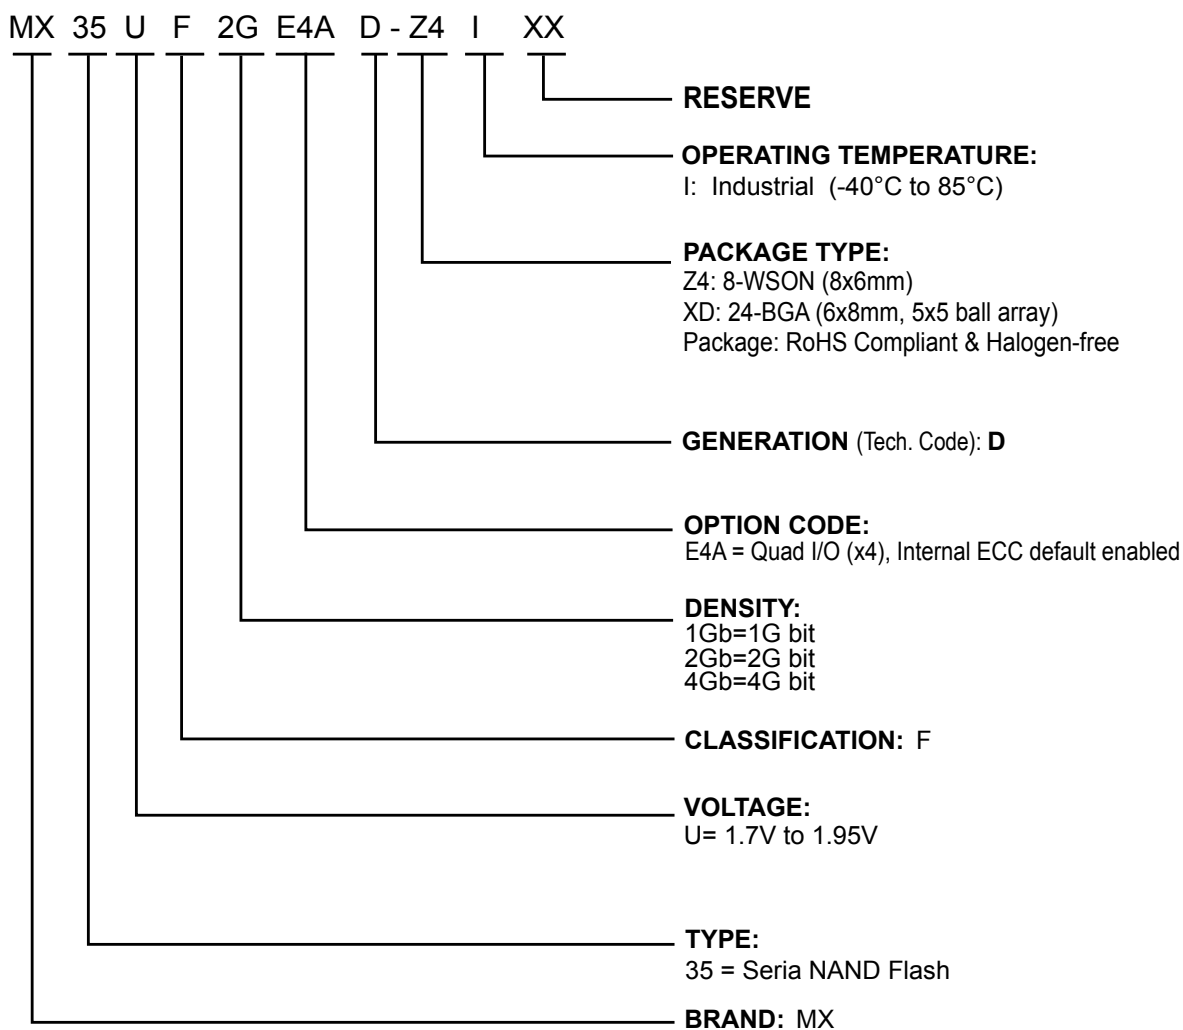 MX 35 U F 2G E4A D - Z4 I XX
RESERVE
OPERATING TEMPERATURE:
I: Industrial (-40°C to 85°C)
PACKAGE TYPE:
Z4: 8-WSON (8x6mm)
XD: 24-BGA (6x8mm, 5x5 ball array)
Package: RoHS Compliant & Halogen-free
GENERATION (Tech. Code): D
OPTION CODE:
E4A = Quad I/O (x4), Internal ECC default enabled
DENSITY:
1Gb=1G bit
2Gb=2G bit
4Gb=4G bit
CLASSIFICATION: F
VOLTAGE:
U= 1.7V to 1.95V
TYPE:
35 = Seria NAND Flash
BRAND: MX